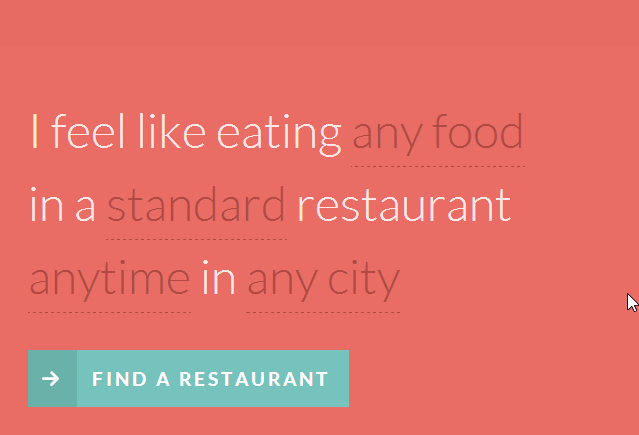 I feel like eating any food
in a standard restaurant
anytime in any city
FIND A RESTAURANT